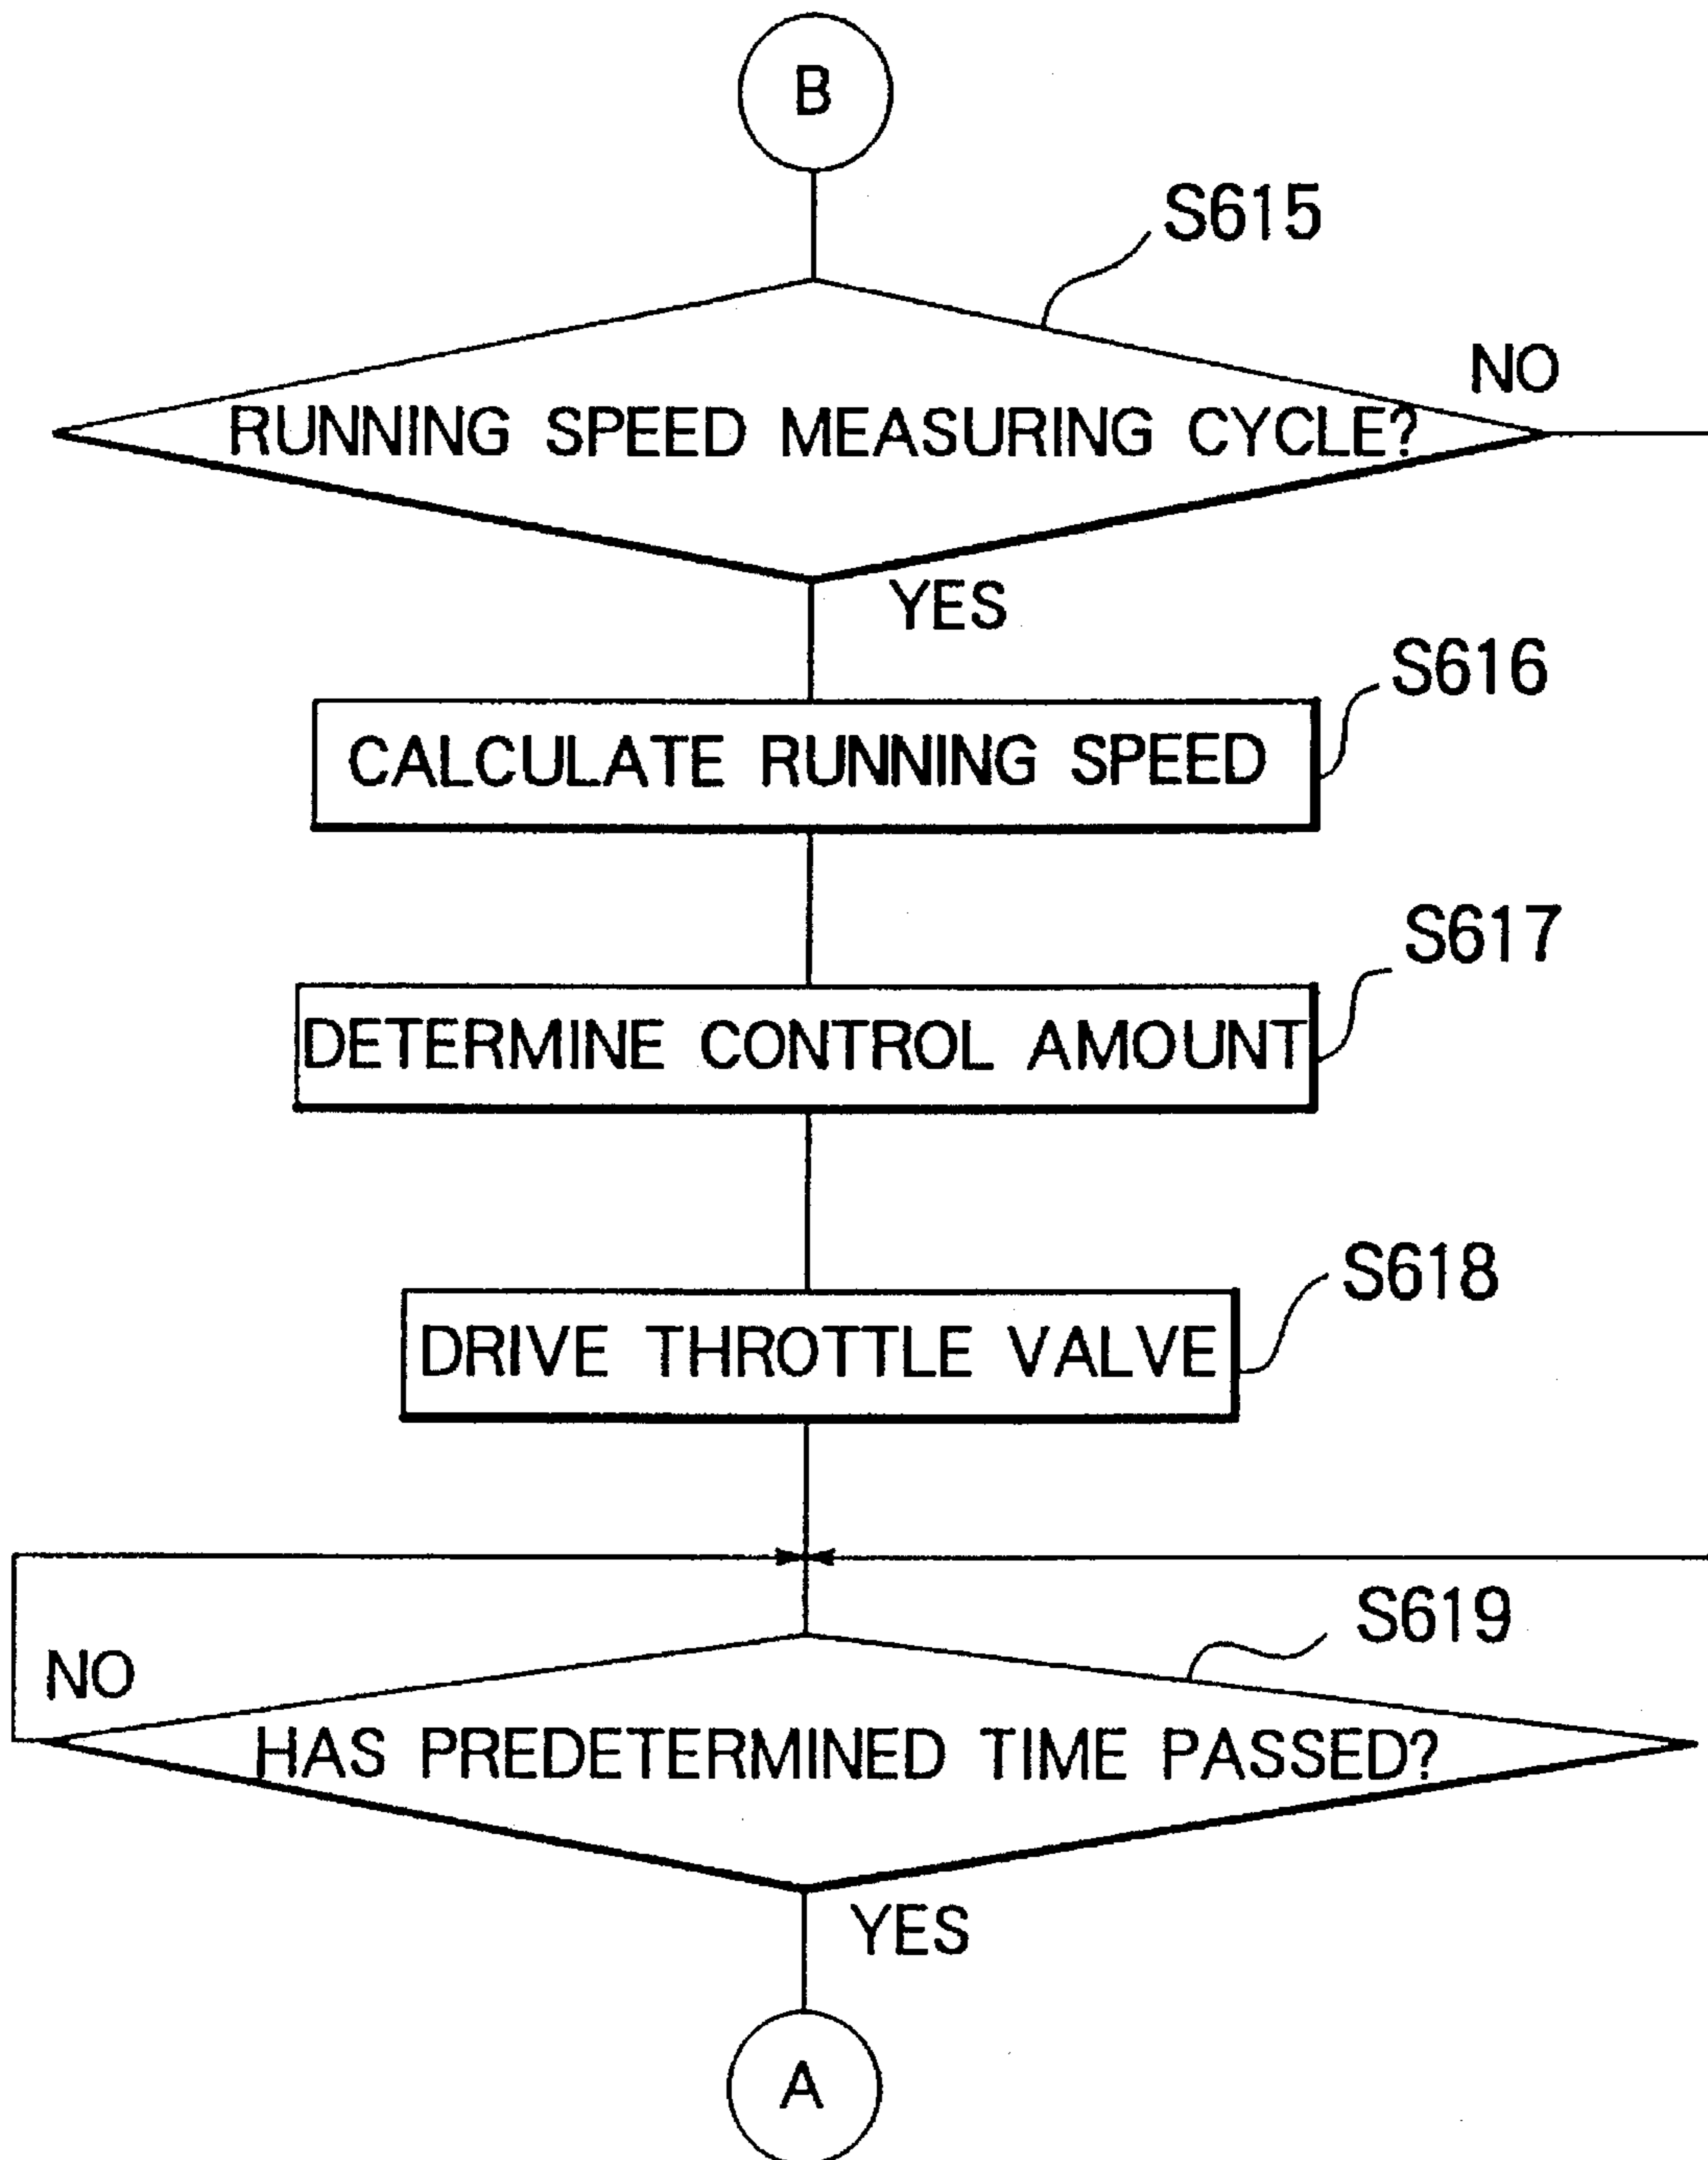 B
S615
NO
RUNNING SPEED MEASURING CYCLE?
YES
S616
CALCULATE RUNNING SPEED
S617
DETERMINE CONTROL AMOUNT
S618
DRIVE THROTTLE VALVE
S619
NO
HAS PREDETERMINED TIME PASSED?
YES
A